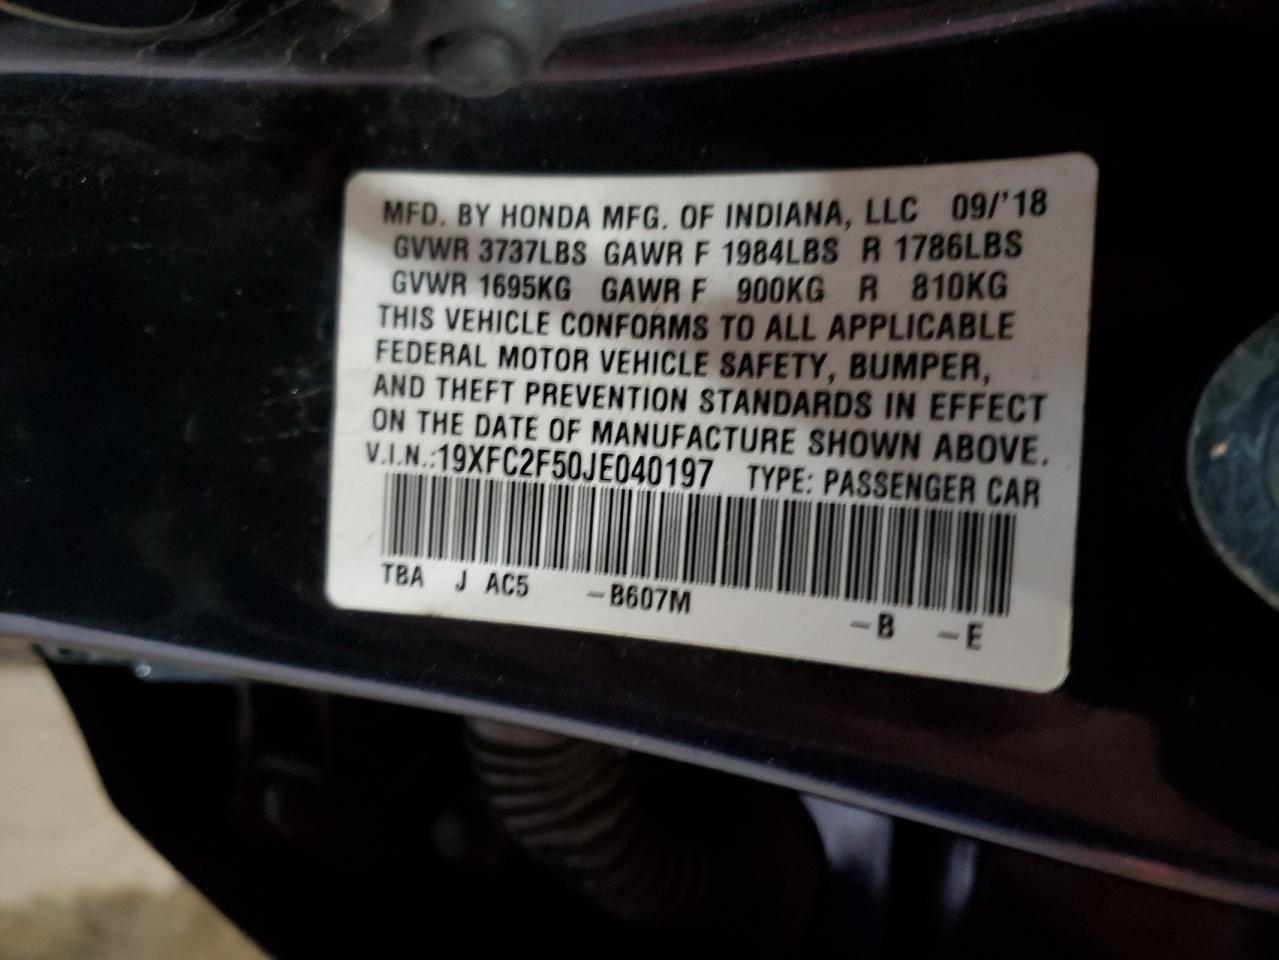 MFD. BY HONDA MFG. OF INDIANA, LLC 09/'18
GVWR 3737LBS GAWR F 1984LBS R 1786LBS
GVWR 1695KG GAWR F 900KG R 810KG
THIS VEHICLE CONFORMS TO ALL APPLICABLE
FEDERAL MOTOR VEHICLE SAFETY, BUMPER,
AND THEFT PREVENTION STANDARDS IN EFFECT
ON THE DATE OF MANUFACTURE SHOWN ABOVE.
V.I.N.:19XFC2F50JE040197 TYPE: PASSENGER CAR
TBA J AC5 -B607M -B -E